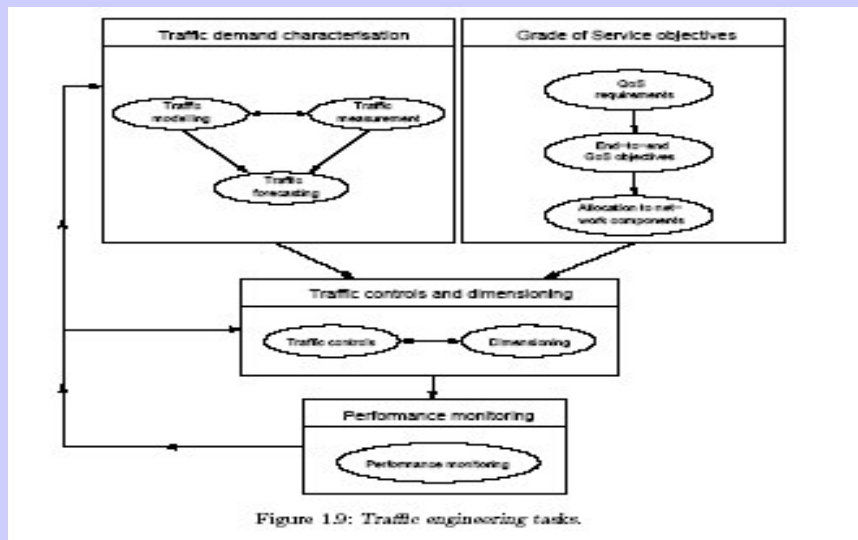 Traffic demand characterisation
Grade of Service objectives
Traffic
modelling
Traffic
measurement
Traffic
forecasting
QoS
requirements
End-to-end
GoS objectives
Allocation to net-
work components
Traffic controls and dimensioning
Traffic controls
Dimensioning
Performance monitoring
Performance monitoring
Figure 1.9: Traffic engineering tasks.